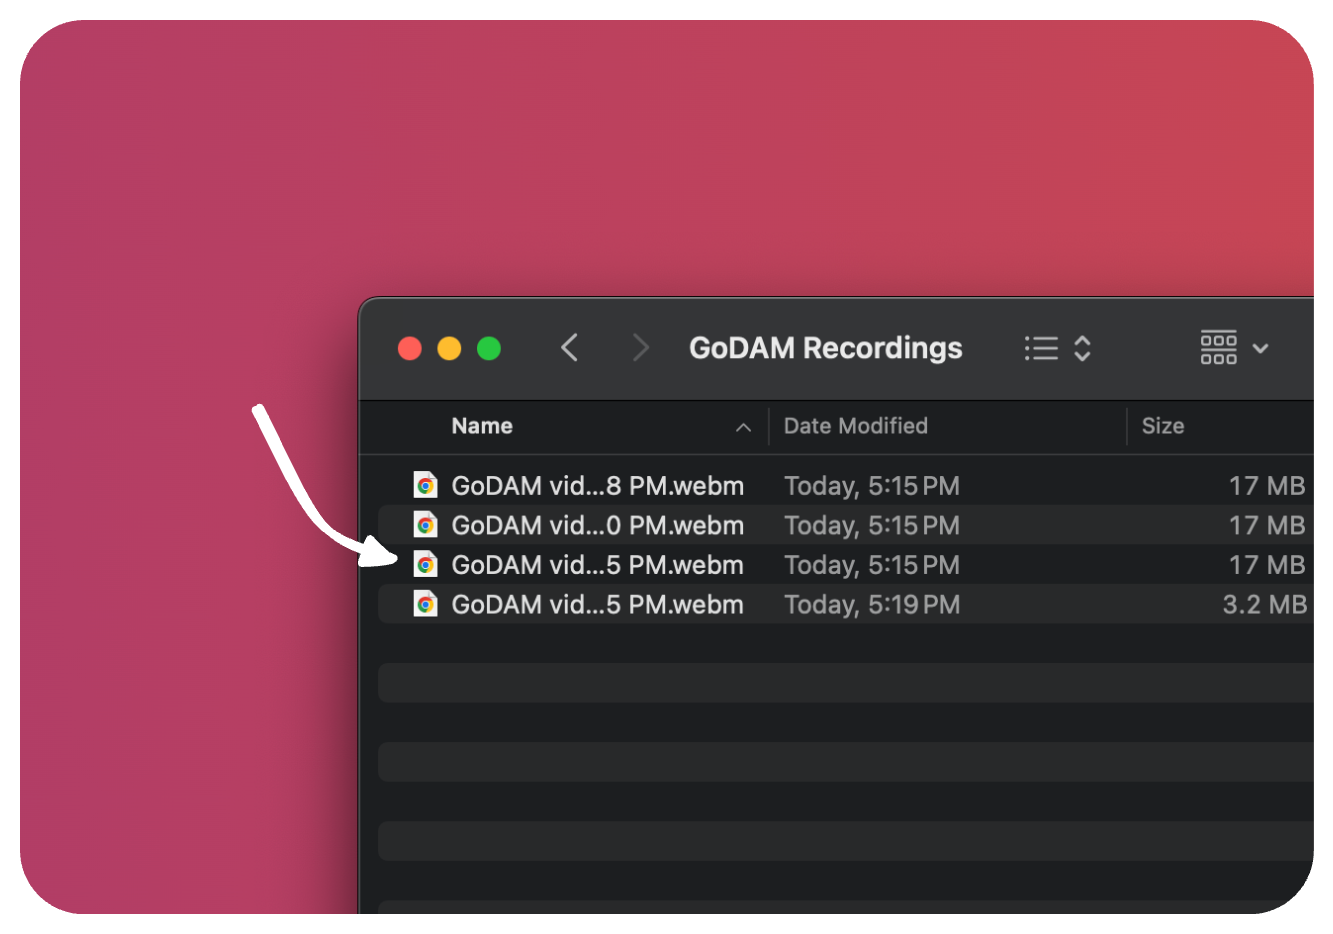 GoDAM Recordings
Name Date Modified Size
GoDAM vid...8 PM.webm Today, 5:15 PM 17 MB
GoDAM vid...0 PM.webm Today, 5:15 PM 17 MB
GoDAM vid...5 PM.webm Today, 5:15 PM 17 MB
GoDAM vid...5 PM.webm Today, 5:19 PM 3.2 MB